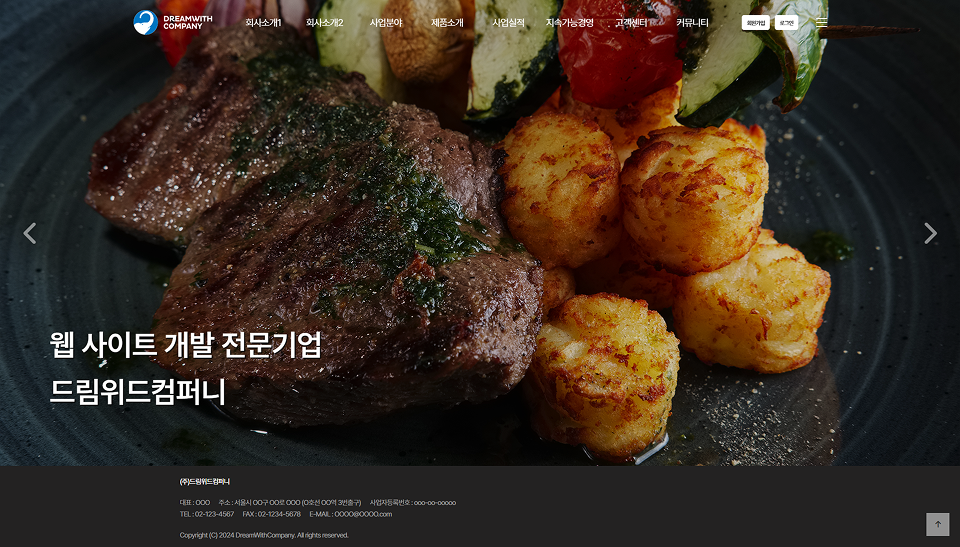 DREAMWITH
COMPANY
회사소개1 회사소개2 사업분야 제품소개 사업실적 지속가능경영 고객센터 커뮤니티
회원가입 로그인
웹 사이트 개발 전문기업
드림위드컴퍼니
(주)드림위드컴퍼니
대표 : OOO 주소 : 서울시 OO구 OO로 OOO (O호선 OO역 3번출구) 사업자등록번호 : ooo-oo-ooooo
TEL : 02-123-4567 FAX : 02-1234-5678 E-MAIL : OOOO@OOOO.com
Copyright (C) 2024 DreamWithCompany. All rights reserved.